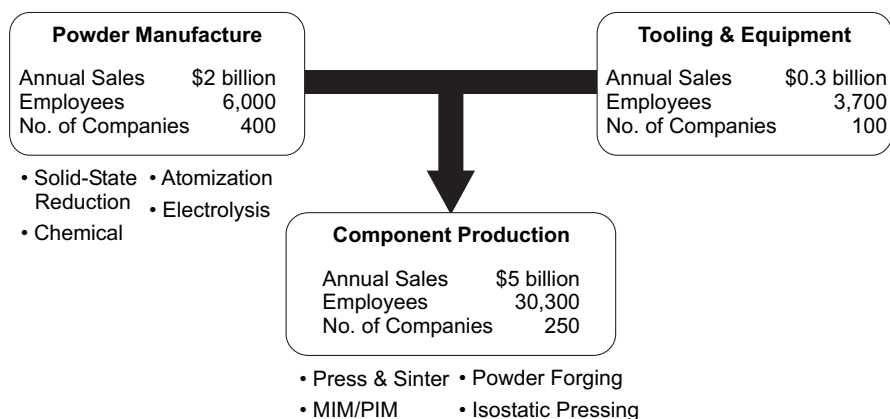 Powder Manufacture
Annual Sales $2 billion
Employees 6,000
No. of Companies 400
• Solid-State • Atomization
Reduction • Electrolysis
• Chemical
Tooling & Equipment
Annual Sales $0.3 billion
Employees 3,700
No. of Companies 100
Component Production
Annual Sales $5 billion
Employees 30,300
No. of Companies 250
• Press & Sinter • Powder Forging
• MIM/PIM • Isostatic Pressing